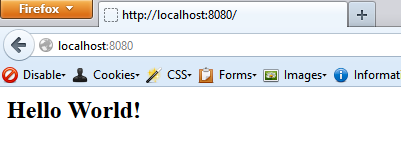 Firefox
http://localhost:8080/
localhost:8080
Disable Cookies CSS Forms Images Informat
Hello World!